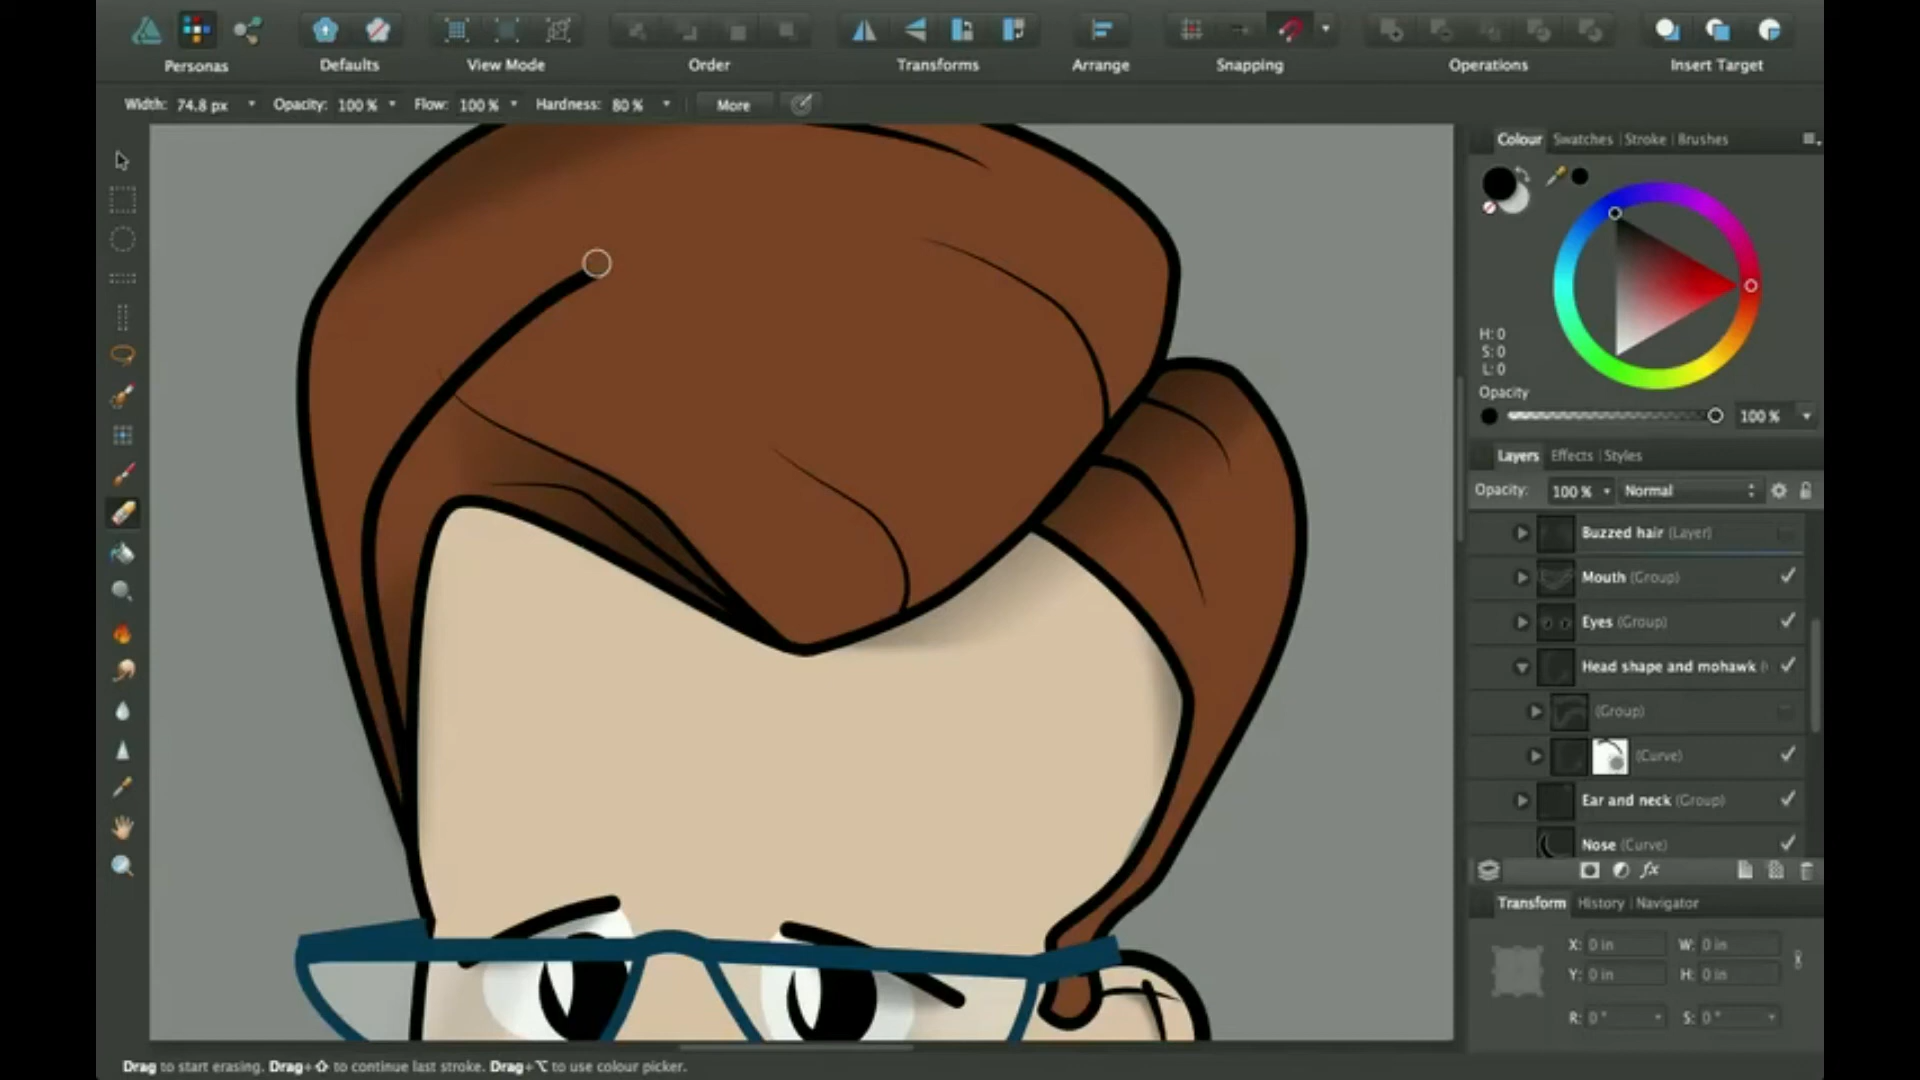 Personas Defaults View Mode Order Transforms Arrange Snapping Operations Insert Target
Width: 74.8 px Opacity: 100 % Flow: 100 % Hardness: 80 % More
Colour Swatches Stroke Brushes
H: 0
S: 0
L: 0
Opacity
100 %
Layers Effects Styles
Opacity: 100 % Normal
Buzzed hair (Layer)
Mouth (Group)
Eyes (Group)
Head shape and mohawk (
(Group)
(Curve)
Ear and neck (Group)
Nose (Curve)
fx
Transform History Navigator
X: 0 in W: 0 in
Y: 0 in H: 0 in
R: 0 ° S: 0 °
Drag to start erasing. Drag+⇧ to continue last stroke. Drag+⌥ to use colour picker.